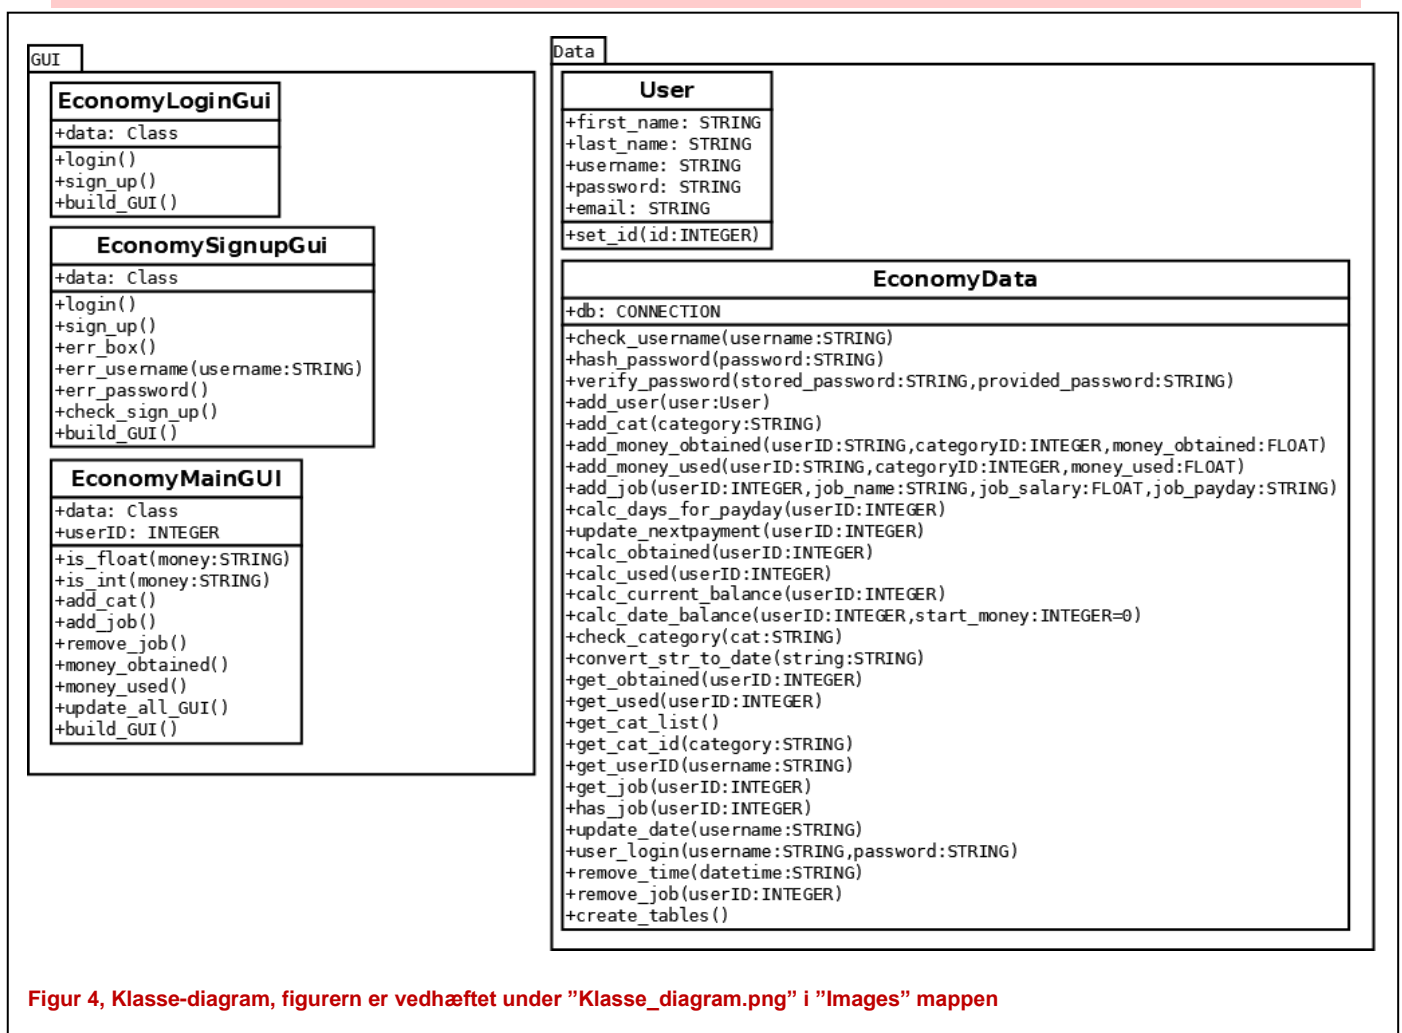 GUI
EconomyLoginGui
+data: Class
+login()
+sign_up()
+build_GUI()
EconomySignupGui
+data: Class
+login()
+sign_up()
+err_box()
+err_username(username:STRING)
+err_password()
+check_sign_up()
+build_GUI()
EconomyMainGUI
+data: Class
+userID: INTEGER
+is_float(money:STRING)
+is_int(money:STRING)
+add_cat()
+add_job()
+remove_job()
+money_obtained()
+money_used()
+update_all_GUI()
+build_GUI()
Data
User
+first_name: STRING
+last_name: STRING
+username: STRING
+password: STRING
+email: STRING
+set_id(id:INTEGER)
EconomyData
+db: CONNECTION
+check_username(username:STRING)
+hash_password(password:STRING)
+verify_password(stored_password:STRING,provided_password:STRING)
+add_user(user:User)
+add_cat(category:STRING)
+add_money_obtained(userID:STRING,categoryID:INTEGER,money_obtained:FLOAT)
+add_money_used(userID:STRING,categoryID:INTEGER,money_used:FLOAT)
+add_job(userID:INTEGER,job_name:STRING,job_salary:FLOAT,job_payday:STRING)
+calc_days_for_payday(userID:INTEGER)
+update_nextpayment(userID:INTEGER)
+calc_obtained(userID:INTEGER)
+calc_used(userID:INTEGER)
+calc_current_balance(userID:INTEGER)
+calc_date_balance(userID:INTEGER,start_money:INTEGER=0)
+check_category(cat:STRING)
+convert_str_to_date(string:STRING)
+get_obtained(userID:INTEGER)
+get_used(userID:INTEGER)
+get_cat_list()
+get_cat_id(category:STRING)
+get_userID(username:STRING)
+get_job(userID:INTEGER)
+has_job(userID:INTEGER)
+update_date(username:STRING)
+user_login(username:STRING,password:STRING)
+remove_time(datetime:STRING)
+remove_job(userID:INTEGER)
+create_tables()
Figur 4, Klasse-diagram, figurern er vedhæftet under ”Klasse_diagram.png” i ”Images” mappen